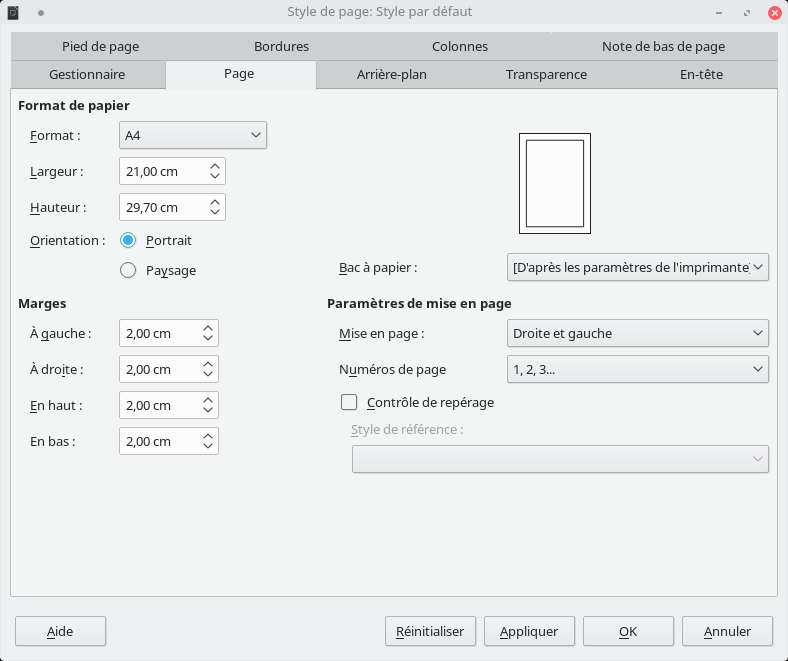 Style de page: Style par défaut
Pied de page Bordures Colonnes Note de bas de page
Gestionnaire Page Arrière-plan Transparence En-tête
Format de papier
Format : A4
Largeur : 21,00 cm
Hauteur : 29,70 cm
Orientation : Portrait
Paysage
Bac à papier : [D'après les paramètres de l'imprimante]
Marges
À gauche : 2,00 cm
À droite : 2,00 cm
En haut : 2,00 cm
En bas : 2,00 cm
Paramètres de mise en page
Mise en page : Droite et gauche
Numéros de page 1, 2, 3...
Contrôle de repérage
Style de référence :
Aide Réinitialiser Appliquer OK Annuler